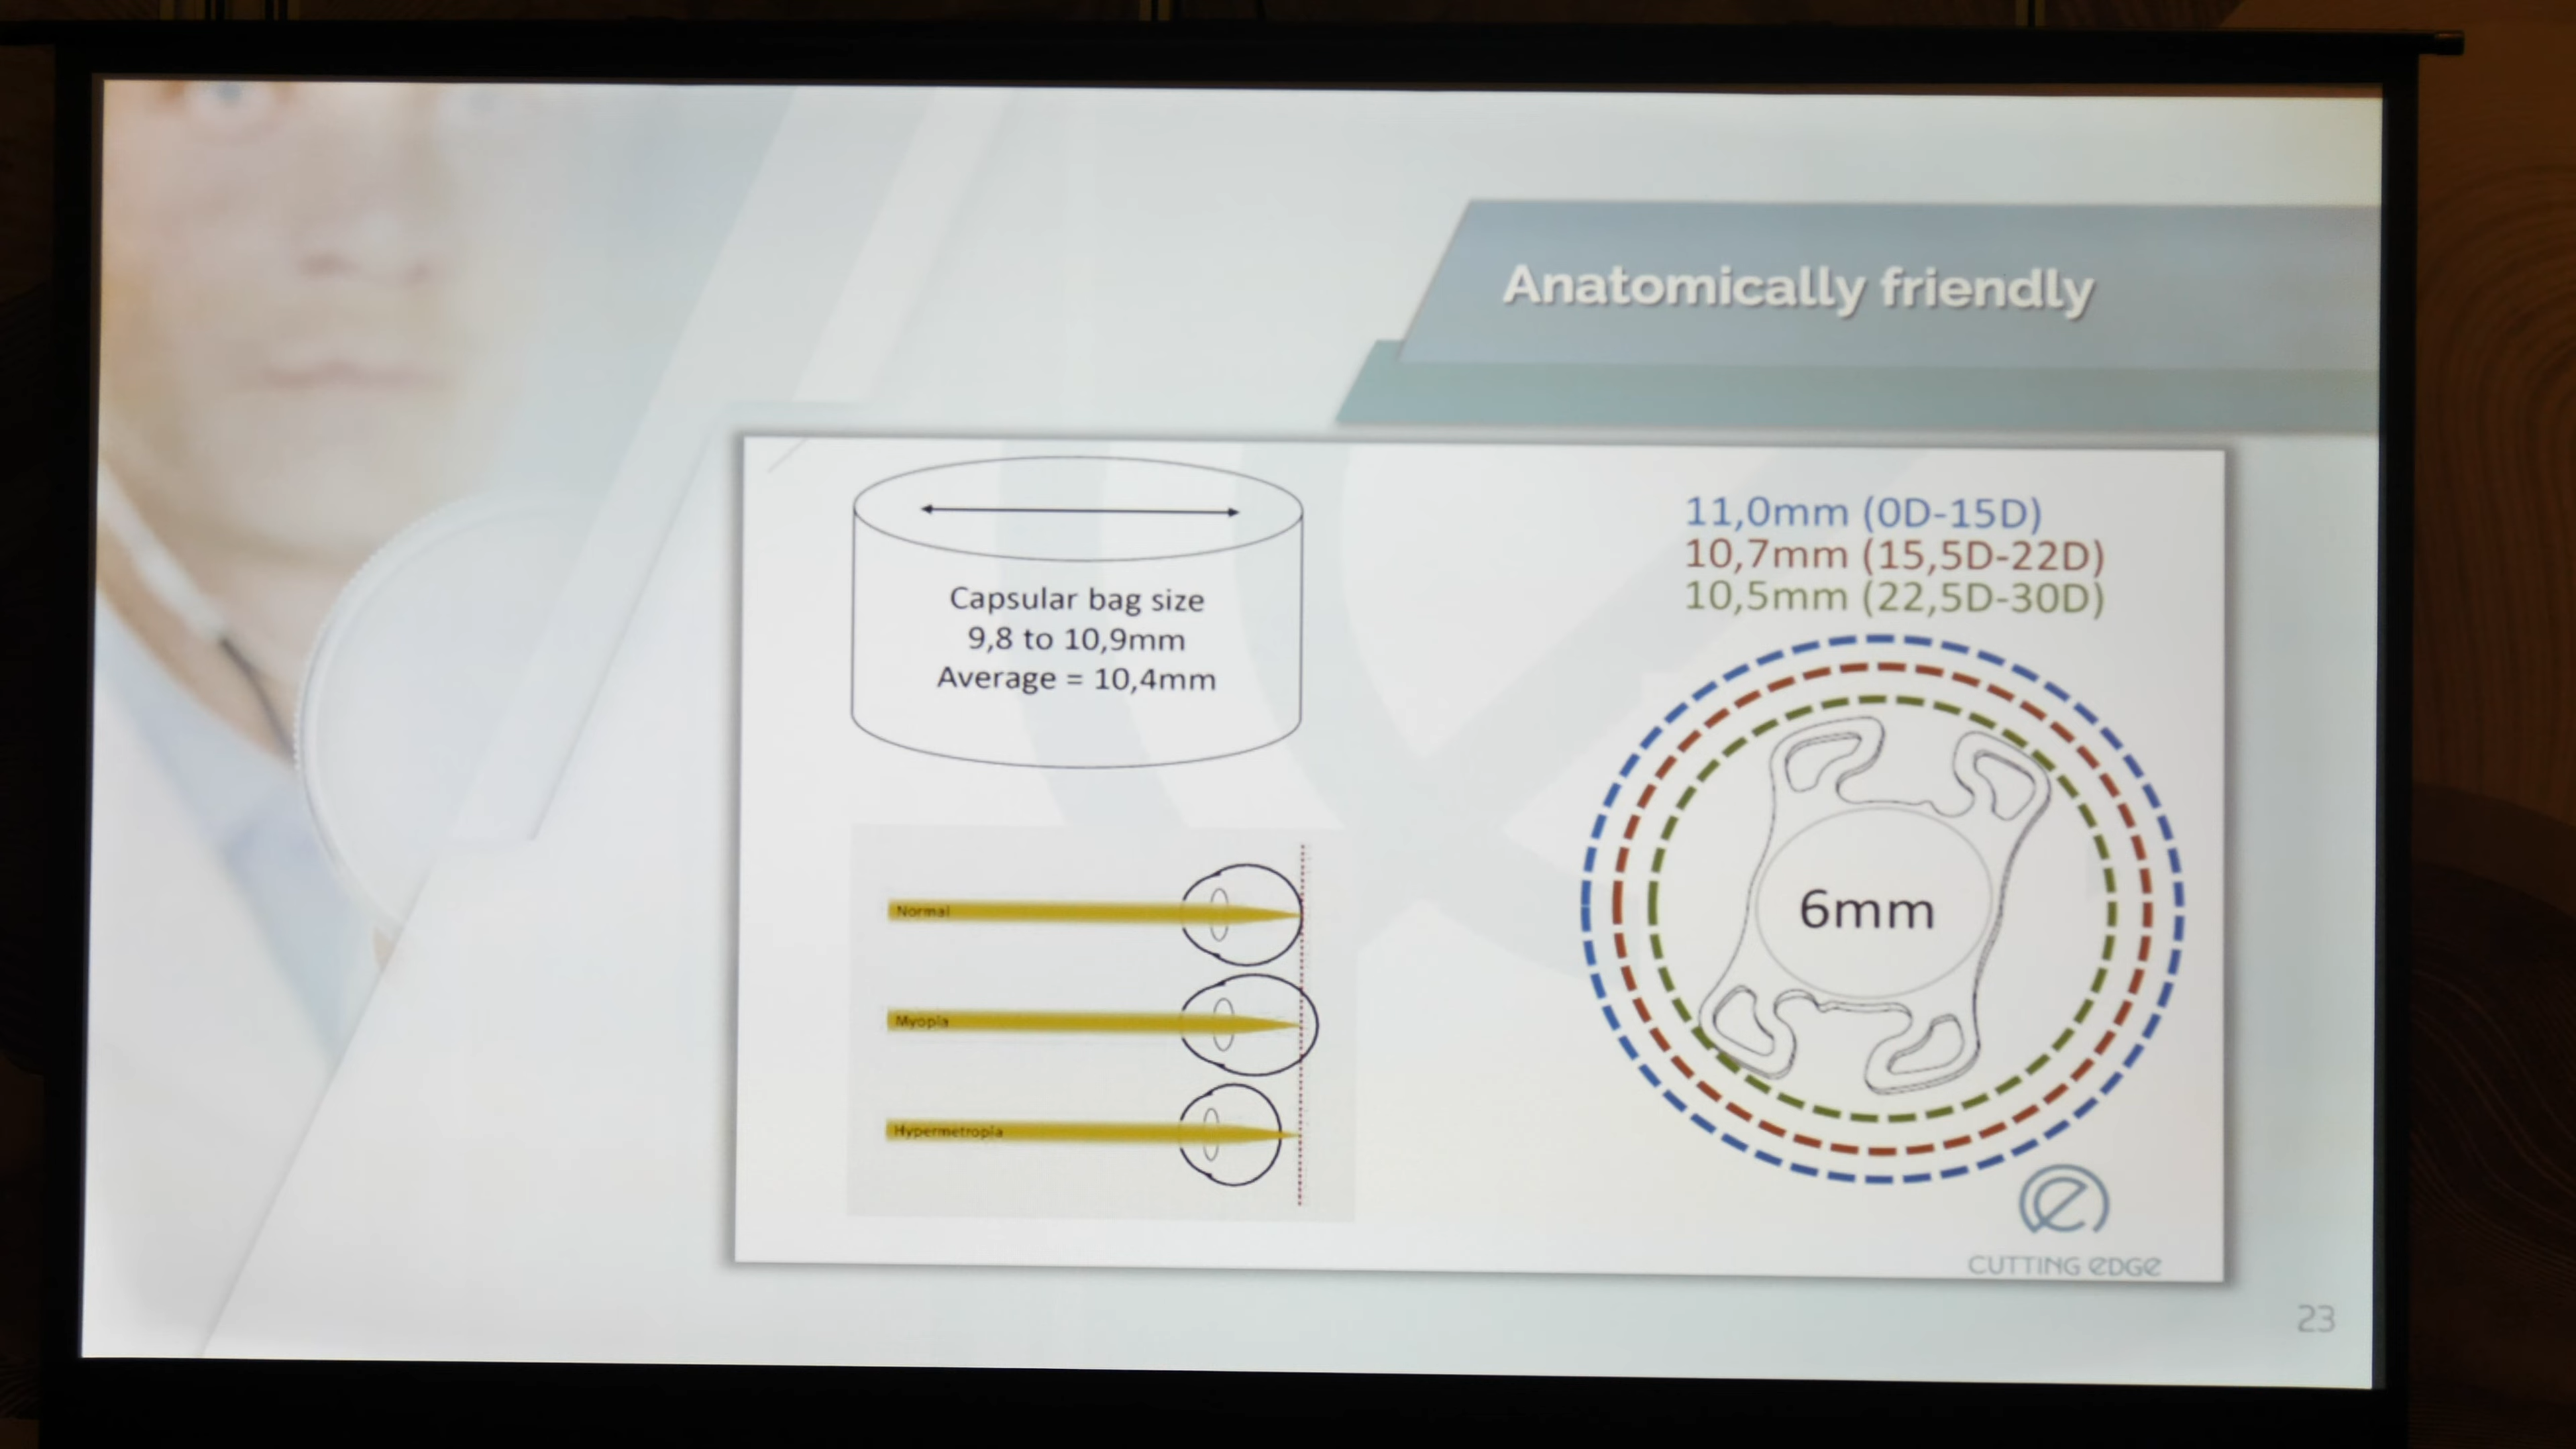 Anatomically friendly
Capsular bag size
9,8 to 10,9mm
Average = 10,4mm
11,0mm (0D-15D)
10,7mm (15,5D-22D)
10,5mm (22,5D-30D)
Normal
Myopia
Hypermetropia
6mm
CUTTING eDGe
23